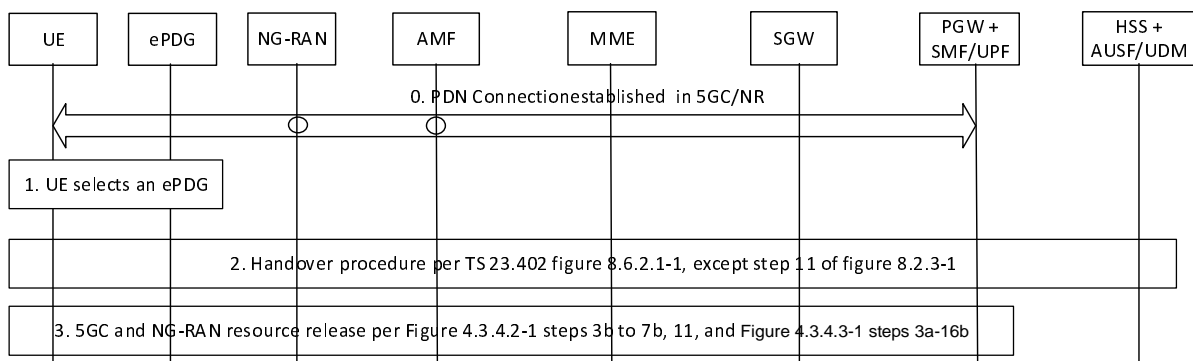 UE
ePDG
NG-RAN
AMF
MME
SGW
PGW +
SMF/UPF
HSS +
AUSF/UDM
0. PDN Connectionestablished in 5GC/NR
1. UE selects an ePDG
2. Handover procedure per TS 23.402 figure 8.6.2.1-1, except step 11 of figure 8.2.3-1
3. 5GC and NG-RAN resource release per Figure 4.3.4.2-1 steps 3b to 7b, 11, and Figure 4.3.4.3-1 steps 3a-16b